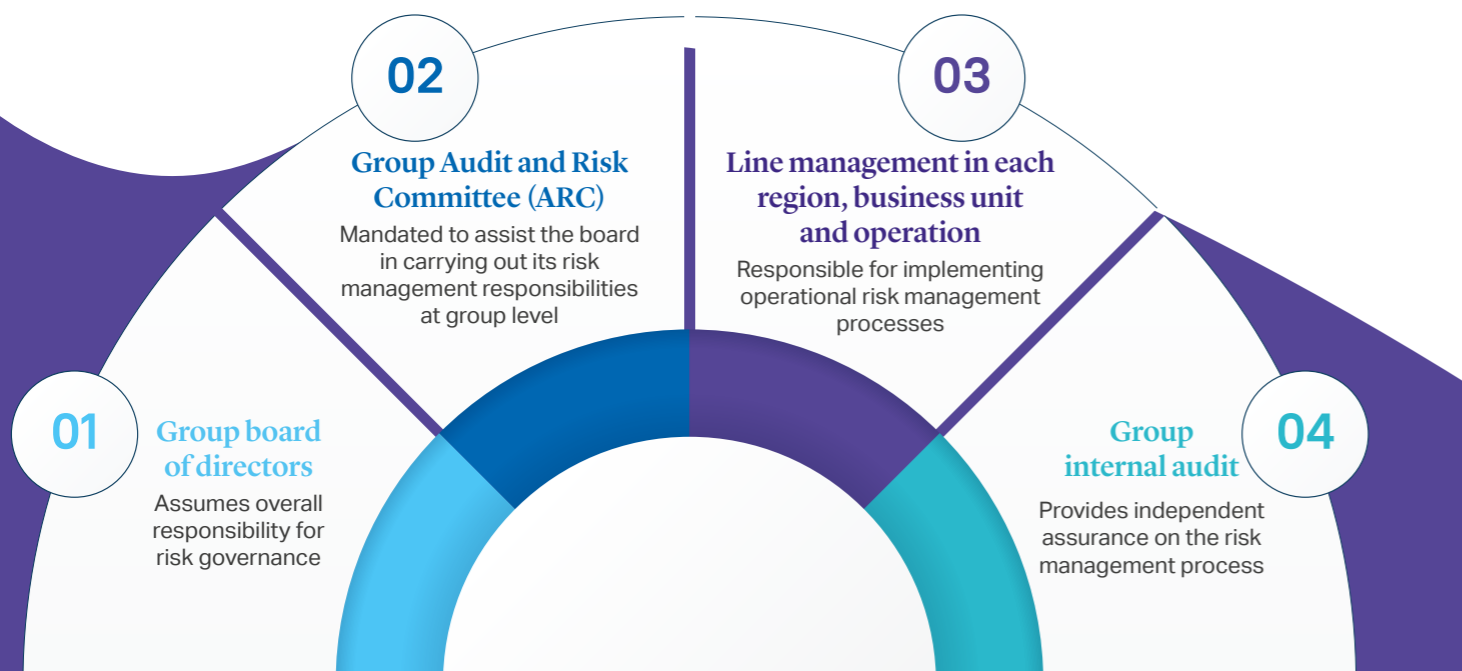 01
Group board
of directors
Assumes overall
responsibility for
risk governance
02
Group Audit and Risk
Committee (ARC)
Mandated to assist the board
in carrying out its risk
management responsibilities
at group level
03
Line management in each
region, business unit
and operation
Responsible for implementing
operational risk management
processes
04
Group
internal audit
Provides independent
assurance on the risk
management process